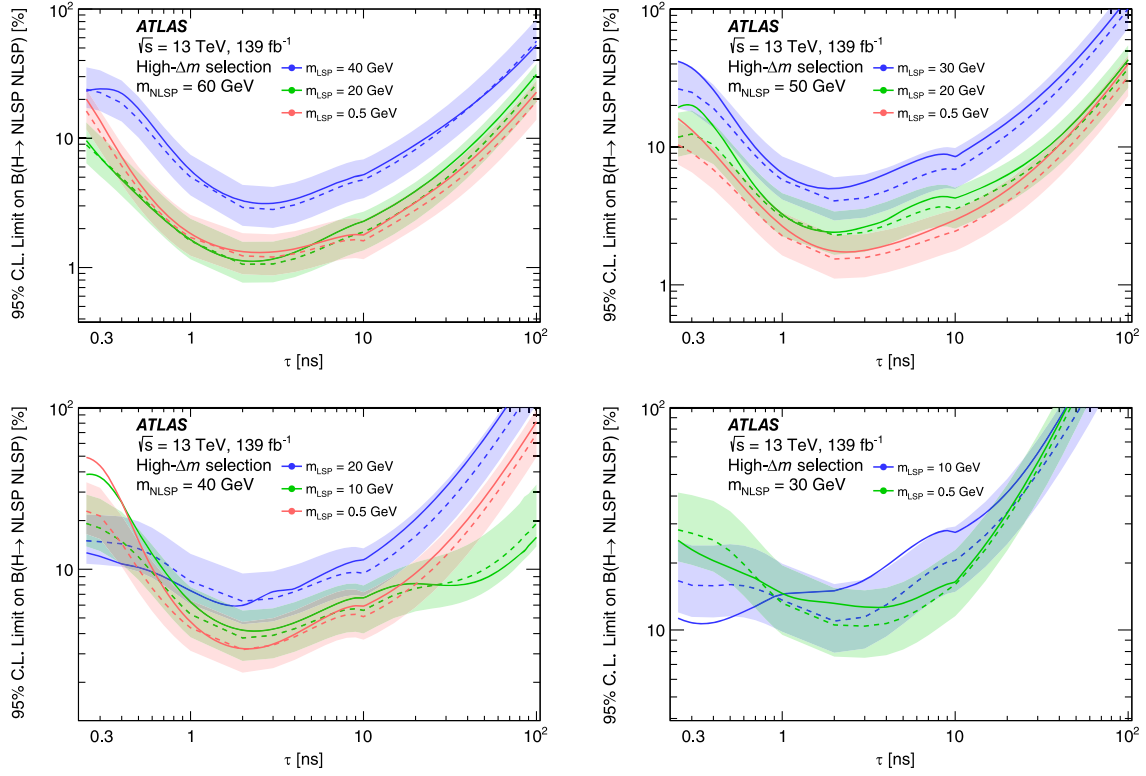 95% C.L. Limit on B(H→ NLSP NLSP) [%]
10²
10
1
ATLAS
√s = 13 TeV, 139 fb⁻¹
High-Δm selection
m_NLSP = 60 GeV
m_LSP = 40 GeV
m_LSP = 20 GeV
m_LSP = 0.5 GeV
0.3 1 10 10²
τ [ns]
95% C.L. Limit on B(H→ NLSP NLSP) [%]
10²
10
1
ATLAS
√s = 13 TeV, 139 fb⁻¹
High-Δm selection
m_NLSP = 50 GeV
m_LSP = 30 GeV
m_LSP = 20 GeV
m_LSP = 0.5 GeV
0.3 1 10 10²
τ [ns]
95% C.L. Limit on B(H→ NLSP NLSP) [%]
10²
10
ATLAS
√s = 13 TeV, 139 fb⁻¹
High-Δm selection
m_NLSP = 40 GeV
m_LSP = 20 GeV
m_LSP = 10 GeV
m_LSP = 0.5 GeV
0.3 1 10 10²
τ [ns]
95% C.L. Limit on B(H→ NLSP NLSP) [%]
10²
10
ATLAS
√s = 13 TeV, 139 fb⁻¹
High-Δm selection
m_NLSP = 30 GeV
m_LSP = 10 GeV
m_LSP = 0.5 GeV
0.3 1 10 10²
τ [ns]